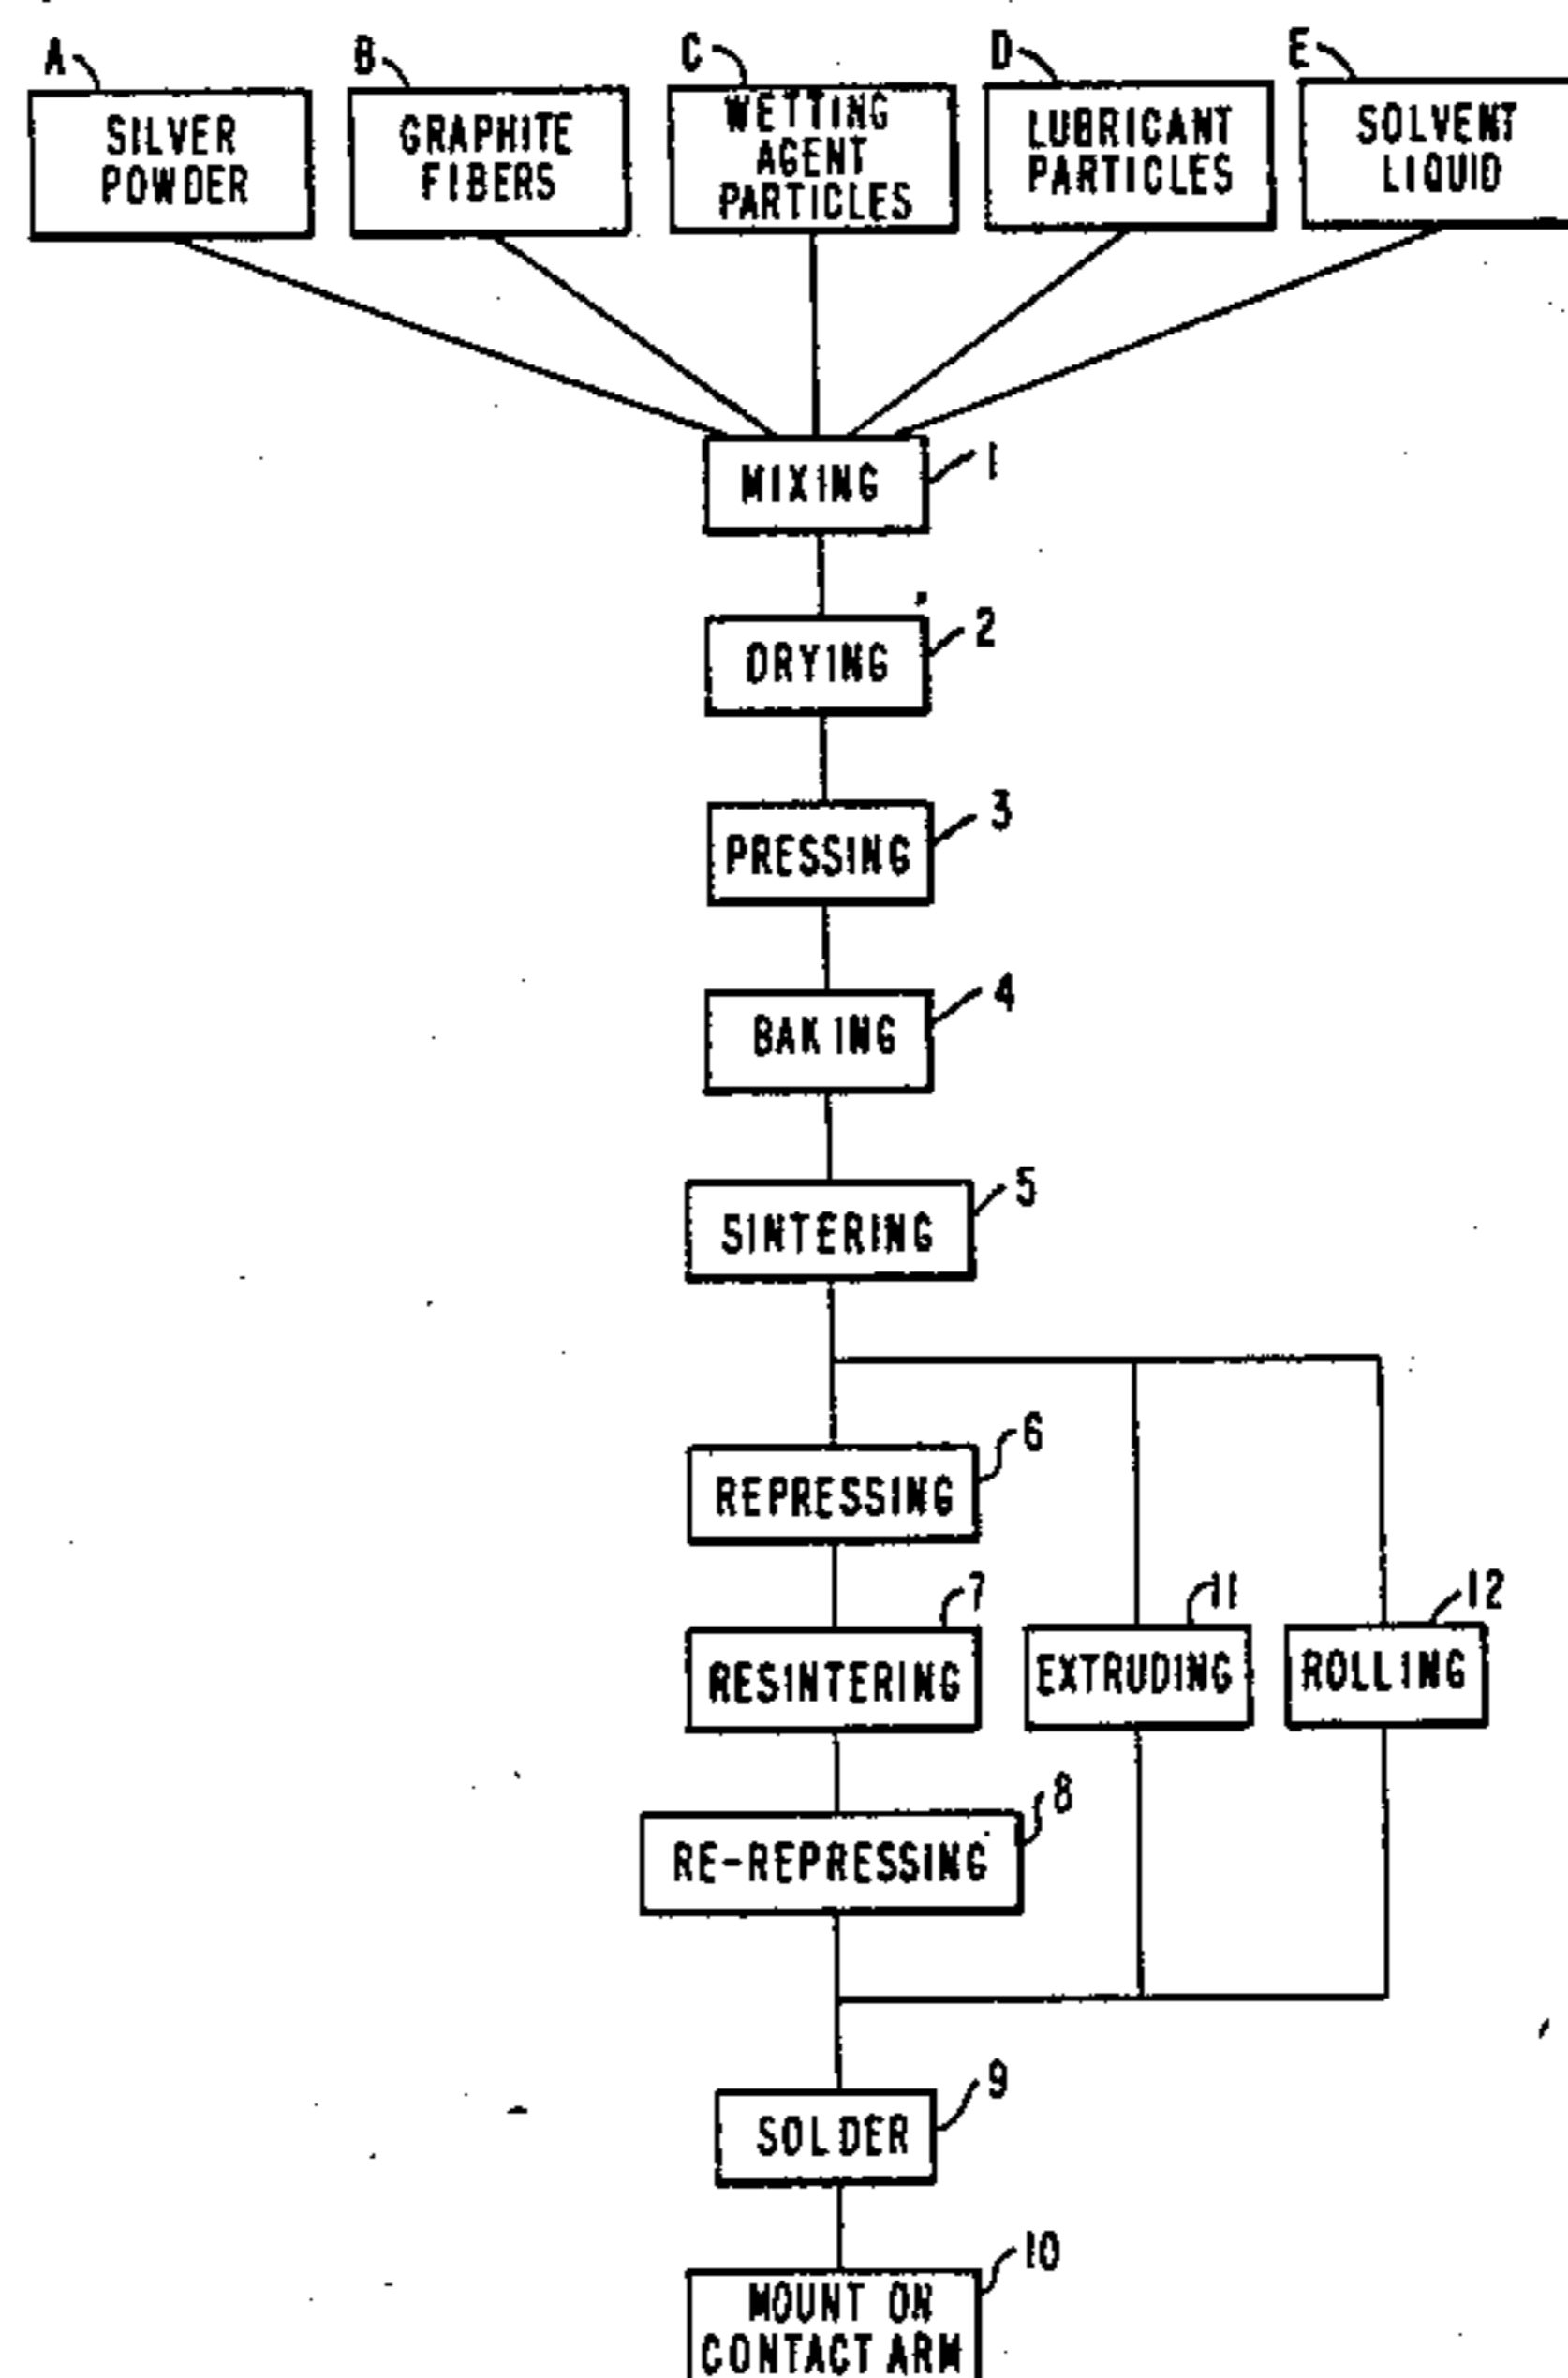 A
B
C
D
E
SILVER
POWDER
GRAPHITE
FIBERS
WETTING
AGENT
PARTICLES
LUBRICANT
PARTICLES
SOLVENT
LIQUID
MIXING
1
DRYING
2
PRESSING
3
BAKING
4
SINTERING
5
REPRESSING
6
RESINTERING
7
EXTRUDING
11
ROLLING
12
RE-REPRESSING
8
SOLDER
9
MOUNT ON
CONTACT ARM
10